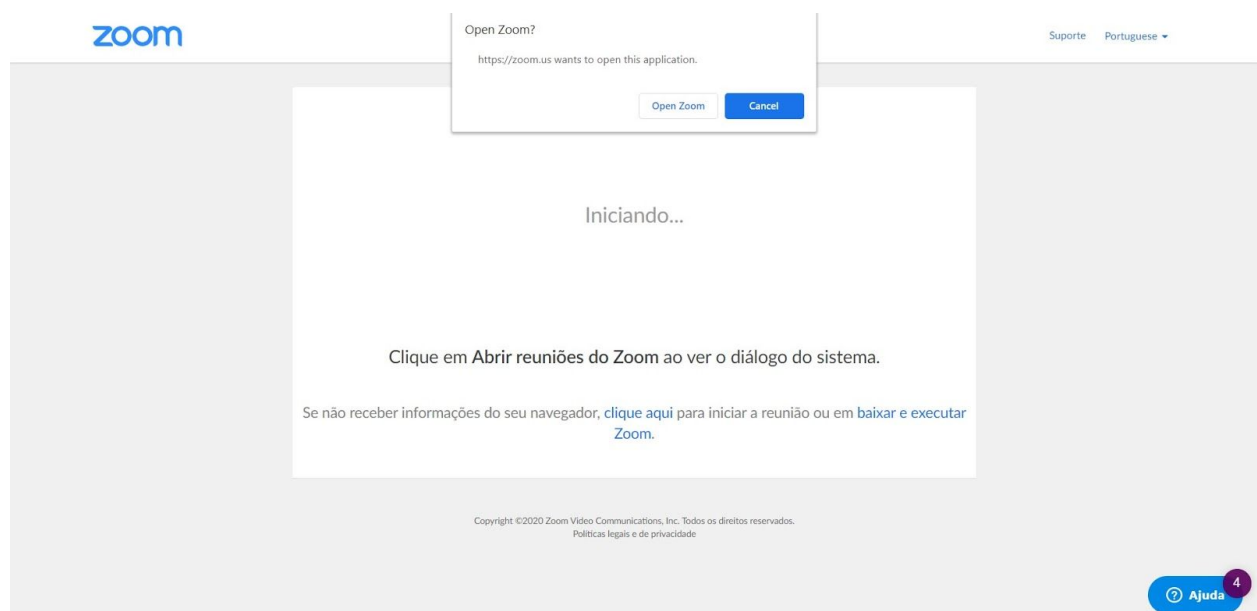 zoom
Suporte Portuguese
Open Zoom?
https://zoom.us wants to open this application.
Open Zoom Cancel
Iniciando...
Clique em Abrir reuniões do Zoom ao ver o diálogo do sistema.
Se não receber informações do seu navegador, clique aqui para iniciar a reunião ou em baixar e executar
Zoom.
Copyright ©2020 Zoom Video Communications, Inc. Todos os direitos reservados.
Políticas legais e de privacidade
Ajuda 4